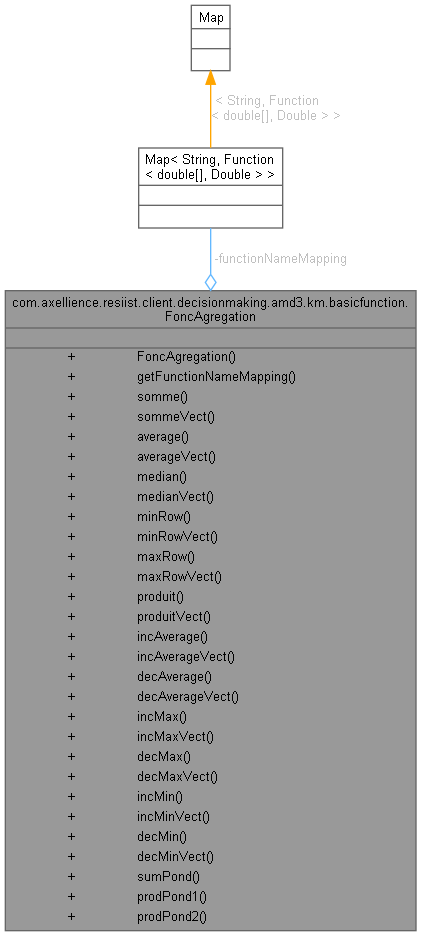 Map
< String, Function
< double[], Double > >
Map< String, Function
< double[], Double > >
-functionNameMapping
com.axellience.resiist.client.decisionmaking.amd3.km.basicfunction.
FoncAgregation
+ FoncAgregation()
+ getFunctionNameMapping()
+ somme()
+ sommeVect()
+ average()
+ averageVect()
+ median()
+ medianVect()
+ minRow()
+ minRowVect()
+ maxRow()
+ maxRowVect()
+ produit()
+ produitVect()
+ incAverage()
+ incAverageVect()
+ decAverage()
+ decAverageVect()
+ incMax()
+ incMaxVect()
+ decMax()
+ decMaxVect()
+ incMin()
+ incMinVect()
+ decMin()
+ decMinVect()
+ sumPond()
+ prodPond1()
+ prodPond2()